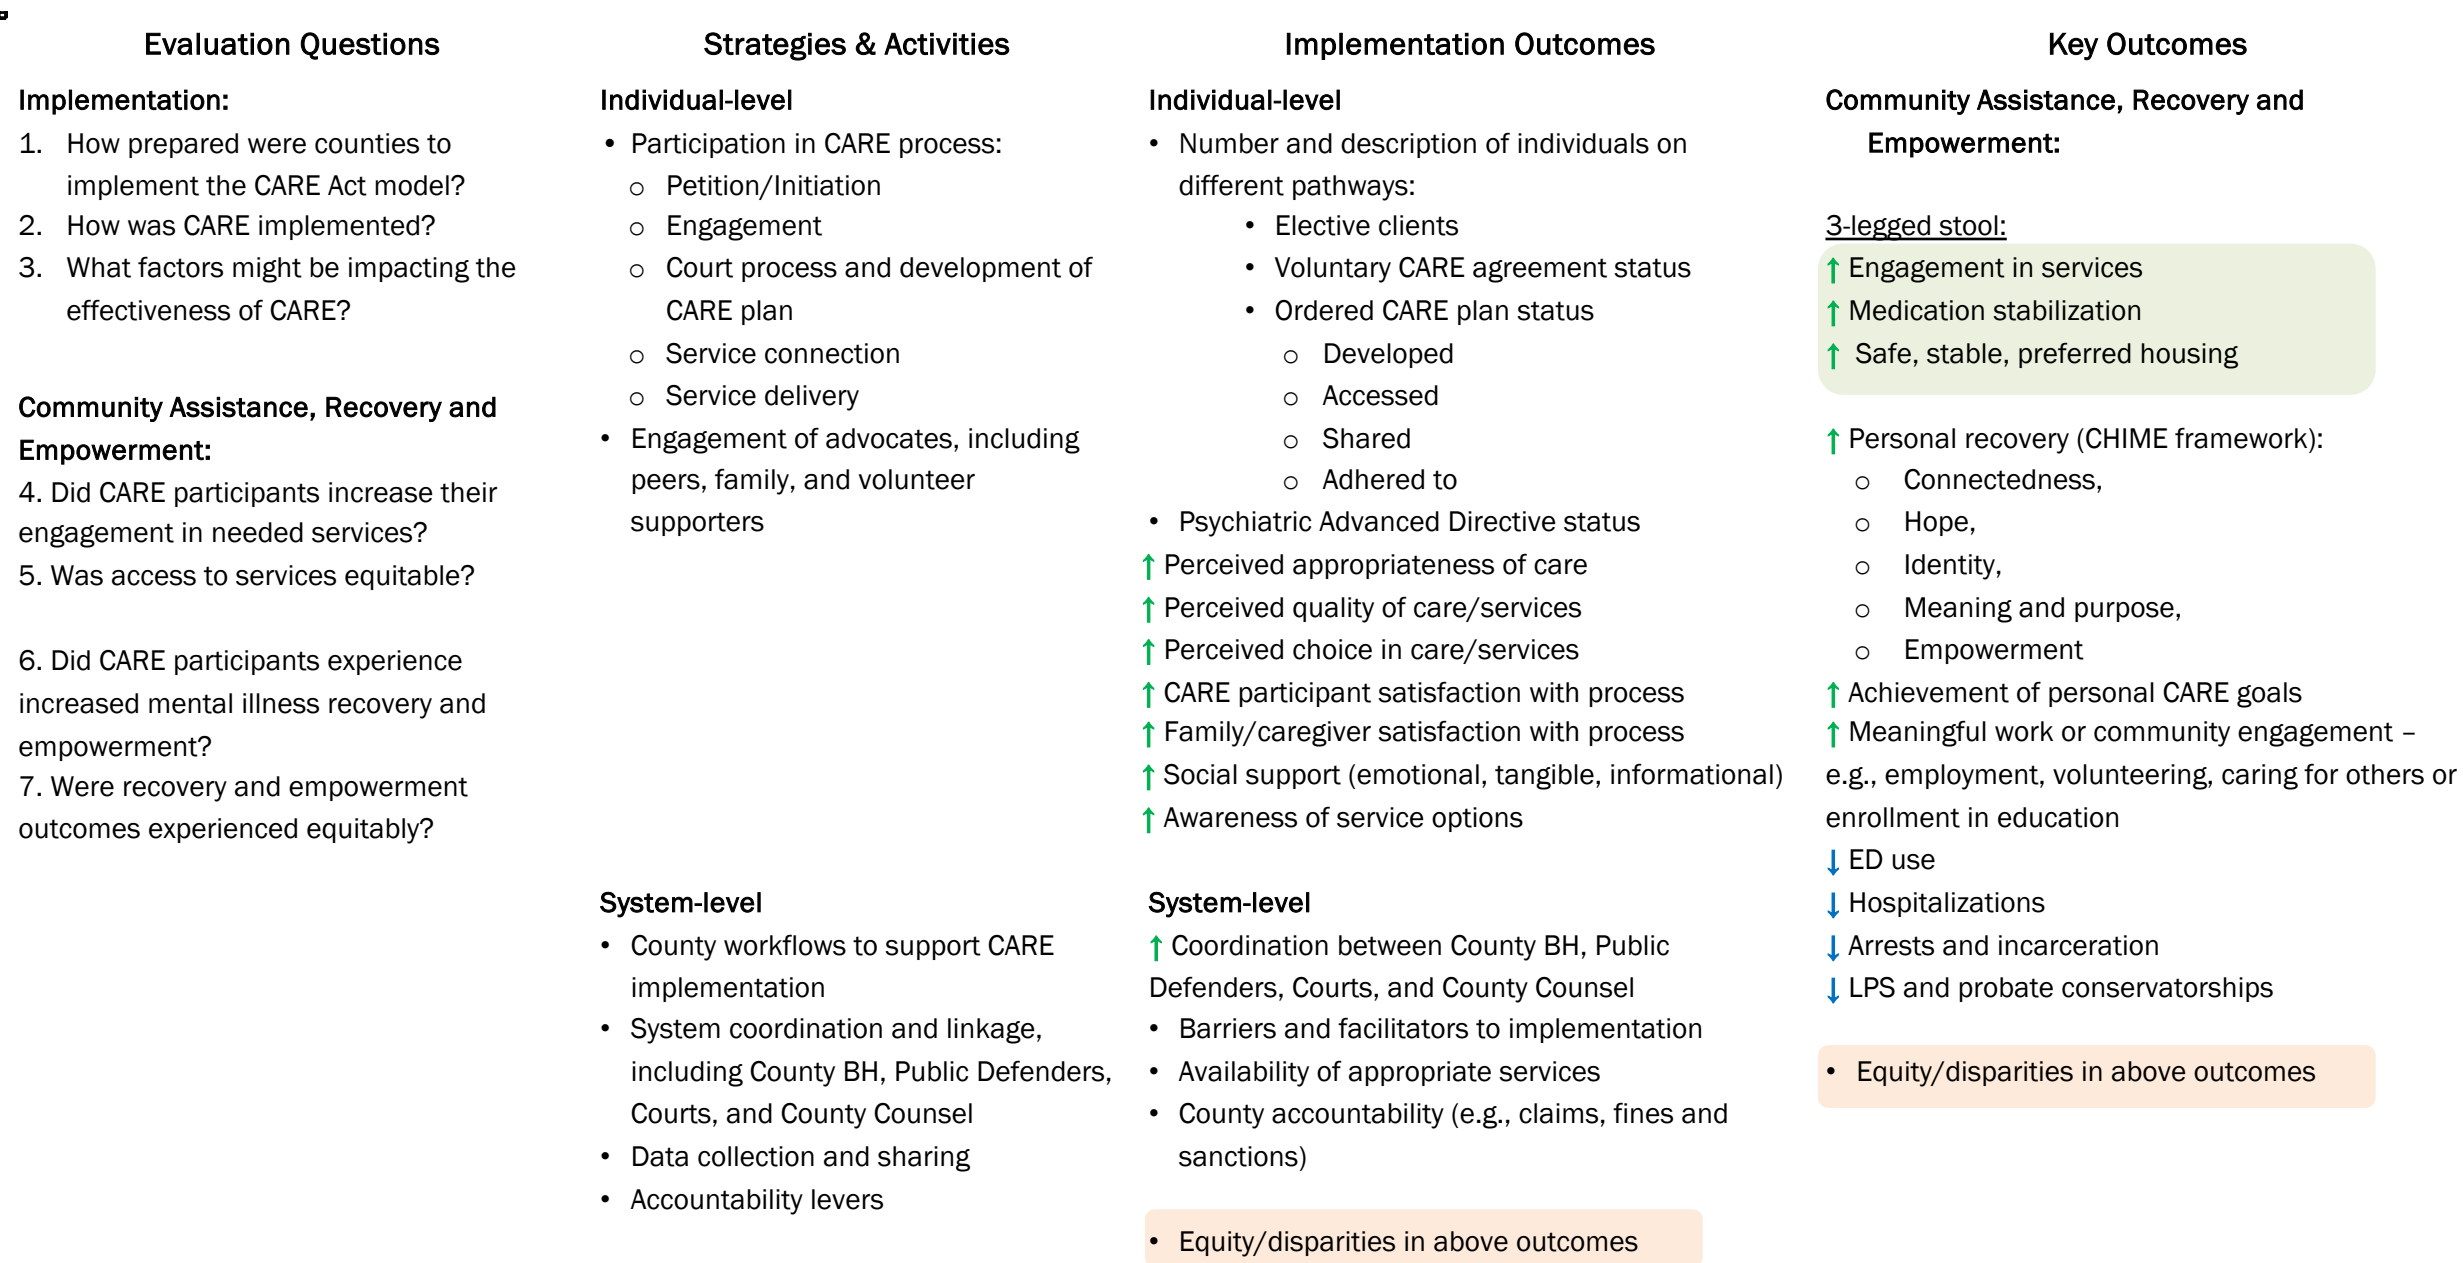 Evaluation Questions
Implementation:
1. How prepared were counties to
implement the CARE Act model?
2. How was CARE implemented?
3. What factors might be impacting the
effectiveness of CARE?
Community Assistance, Recovery and
Empowerment:
4. Did CARE participants increase their
engagement in needed services?
5. Was access to services equitable?
6. Did CARE participants experience
increased mental illness recovery and
empowerment?
7. Were recovery and empowerment
outcomes experienced equitably?
Strategies & Activities
Individual-level
• Participation in CARE process:
o Petition/Initiation
o Engagement
o Court process and development of
CARE plan
o Service connection
o Service delivery
• Engagement of advocates, including
peers, family, and volunteer
supporters
System-level
• County workflows to support CARE
implementation
• System coordination and linkage,
including County BH, Public Defenders,
Courts, and County Counsel
• Data collection and sharing
• Accountability levers
Implementation Outcomes
Individual-level
• Number and description of individuals on
different pathways:
• Elective clients
• Voluntary CARE agreement status
• Ordered CARE plan status
o Developed
o Accessed
o Shared
o Adhered to
• Psychiatric Advanced Directive status
↑ Perceived appropriateness of care
↑ Perceived quality of care/services
↑ Perceived choice in care/services
↑ CARE participant satisfaction with process
↑ Family/caregiver satisfaction with process
↑ Social support (emotional, tangible, informational)
↑ Awareness of service options
System-level
↑ Coordination between County BH, Public
Defenders, Courts, and County Counsel
• Barriers and facilitators to implementation
• Availability of appropriate services
• County accountability (e.g., claims, fines and
sanctions)
• Equity/disparities in above outcomes
Key Outcomes
Community Assistance, Recovery and
Empowerment:
3-legged stool:
↑ Engagement in services
↑ Medication stabilization
↑ Safe, stable, preferred housing
↑ Personal recovery (CHIME framework):
o Connectedness,
o Hope,
o Identity,
o Meaning and purpose,
o Empowerment
↑ Achievement of personal CARE goals
↑ Meaningful work or community engagement –
e.g., employment, volunteering, caring for others or
enrollment in education
↓ ED use
↓ Hospitalizations
↓ Arrests and incarceration
↓ LPS and probate conservatorships
• Equity/disparities in above outcomes